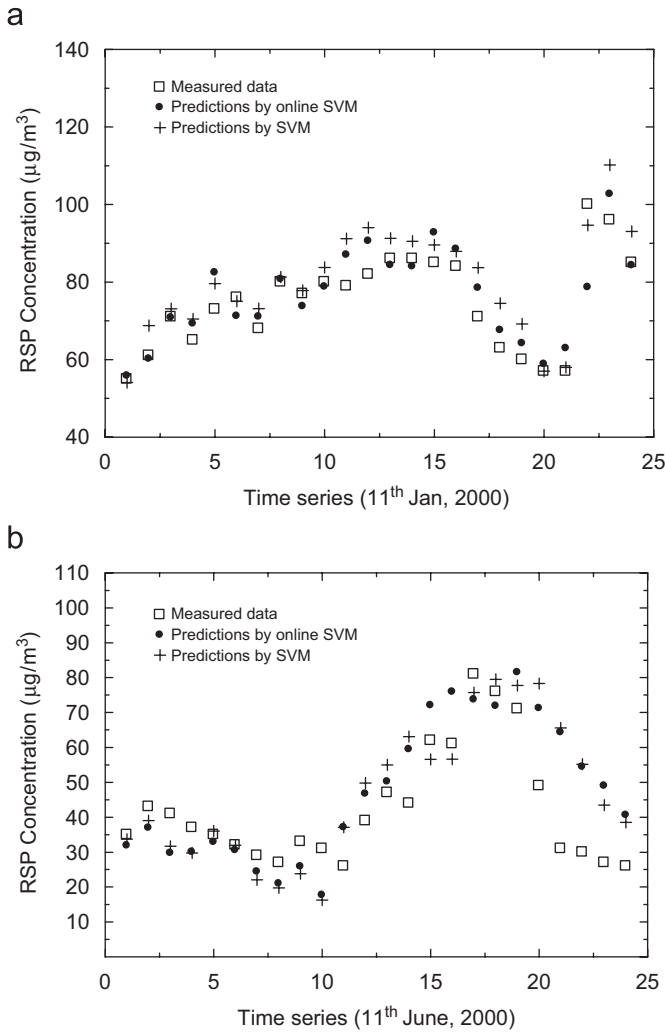 a
140
120
100
80
60
40
RSP Concentration (μg/m³)
Measured data
Predictions by online SVM
Predictions by SVM
0 5 10 15 20 25
Time series (11th Jan, 2000)
b
110
100
90
80
70
60
50
40
30
20
10
RSP Concentration (μg/m³)
Measured data
Predictions by online SVM
Predictions by SVM
0 5 10 15 20 25
Time series (11th June, 2000)